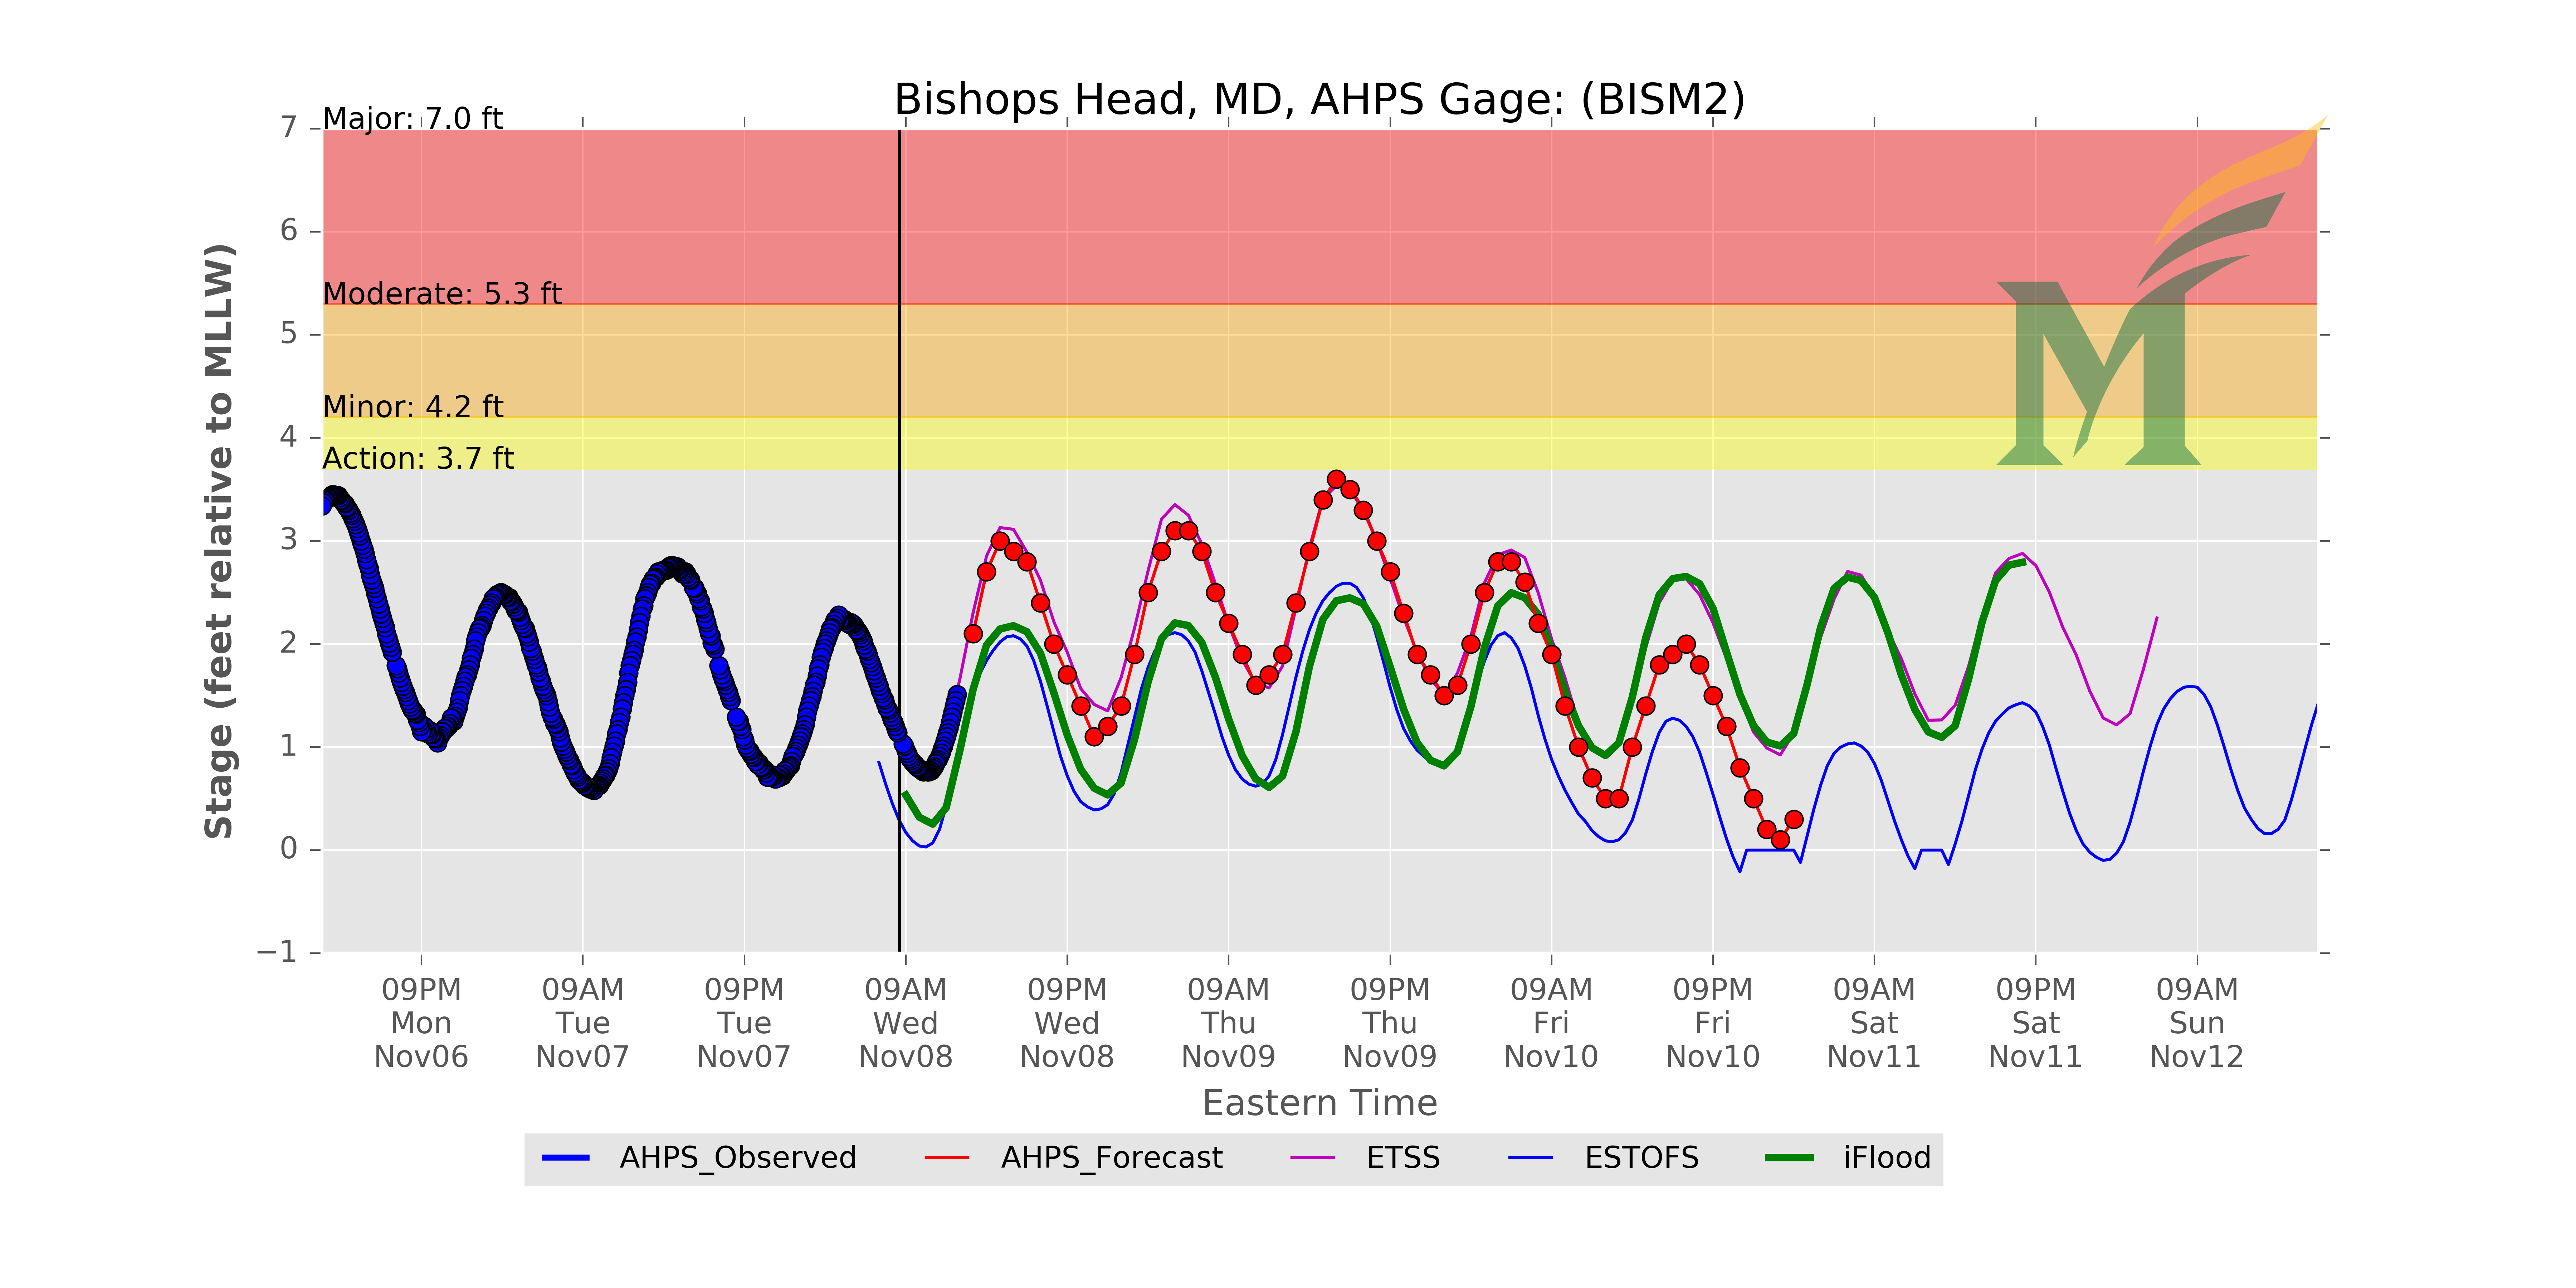 Bishops Head, MD, AHPS Gage: (BISM2)
Major: 7.0 ft
Moderate: 5.3 ft
Minor: 4.2 ft
Action: 3.7 ft
7
6
5
4
3
2
1
0
−1
Stage (feet relative to MLLW)
09PM Mon Nov06
09AM Tue Nov07
09PM Tue Nov07
09AM Wed Nov08
09PM Wed Nov08
09AM Thu Nov09
09PM Thu Nov09
09AM Fri Nov10
09PM Fri Nov10
09AM Sat Nov11
09PM Sat Nov11
09AM Sun Nov12
Eastern Time
AHPS_Observed
AHPS_Forecast
ETSS
ESTOFS
iFlood
M